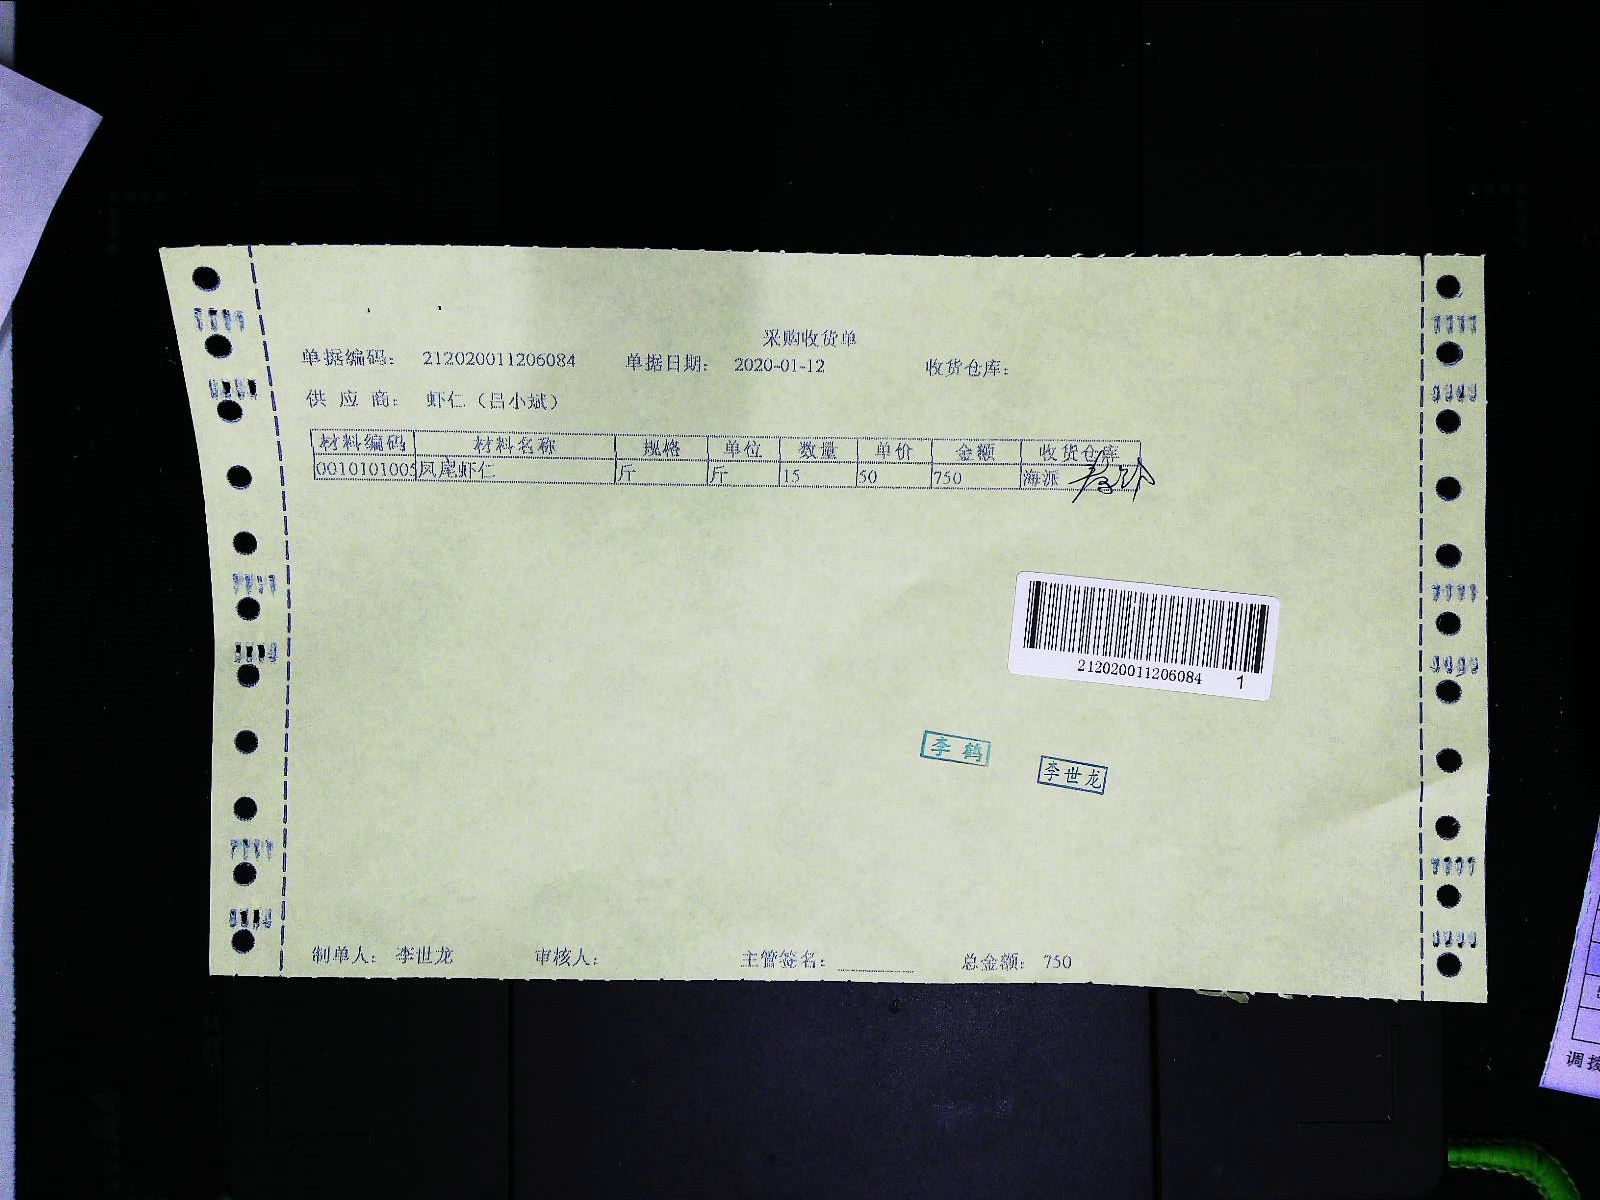 采购收货单
单据编码： 212020011206084 单据日期： 2020-01-12 收货仓库：
供应商： 虾仁（吕小斌）
材料编码 材料名称 规格 单位 数量 单价 金额 收货仓库
0010101005 凤尾虾仁 斤 斤 15 50 750 海派
212020011206084 1
李鹤
李世龙
制单人： 李世龙 审核人： 主管签名： 总金额： 750
调拨